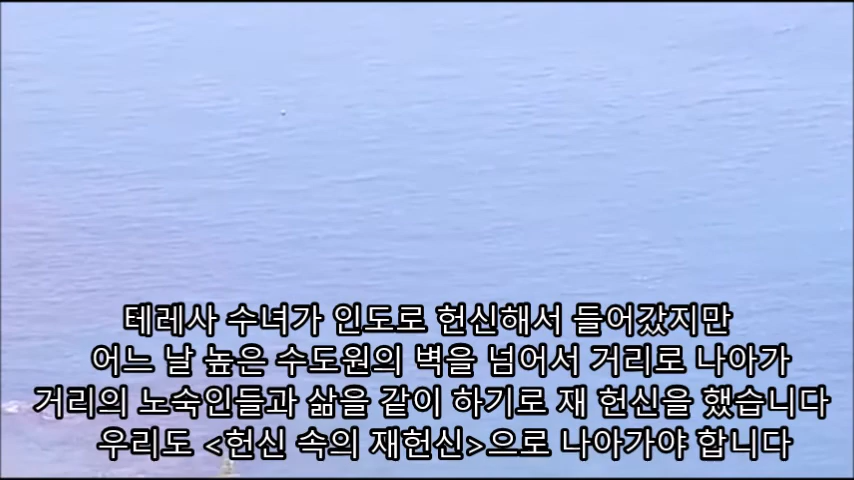 테레사 수녀가 인도로 헌신해서 들어갔지만
어느 날 높은 수도원의 벽을 넘어서 거리로 나아가
거리의 노숙인들과 삶을 같이 하기로 재 헌신을 했습니다
우리도 <헌신 속의 재헌신>으로 나아가야 합니다